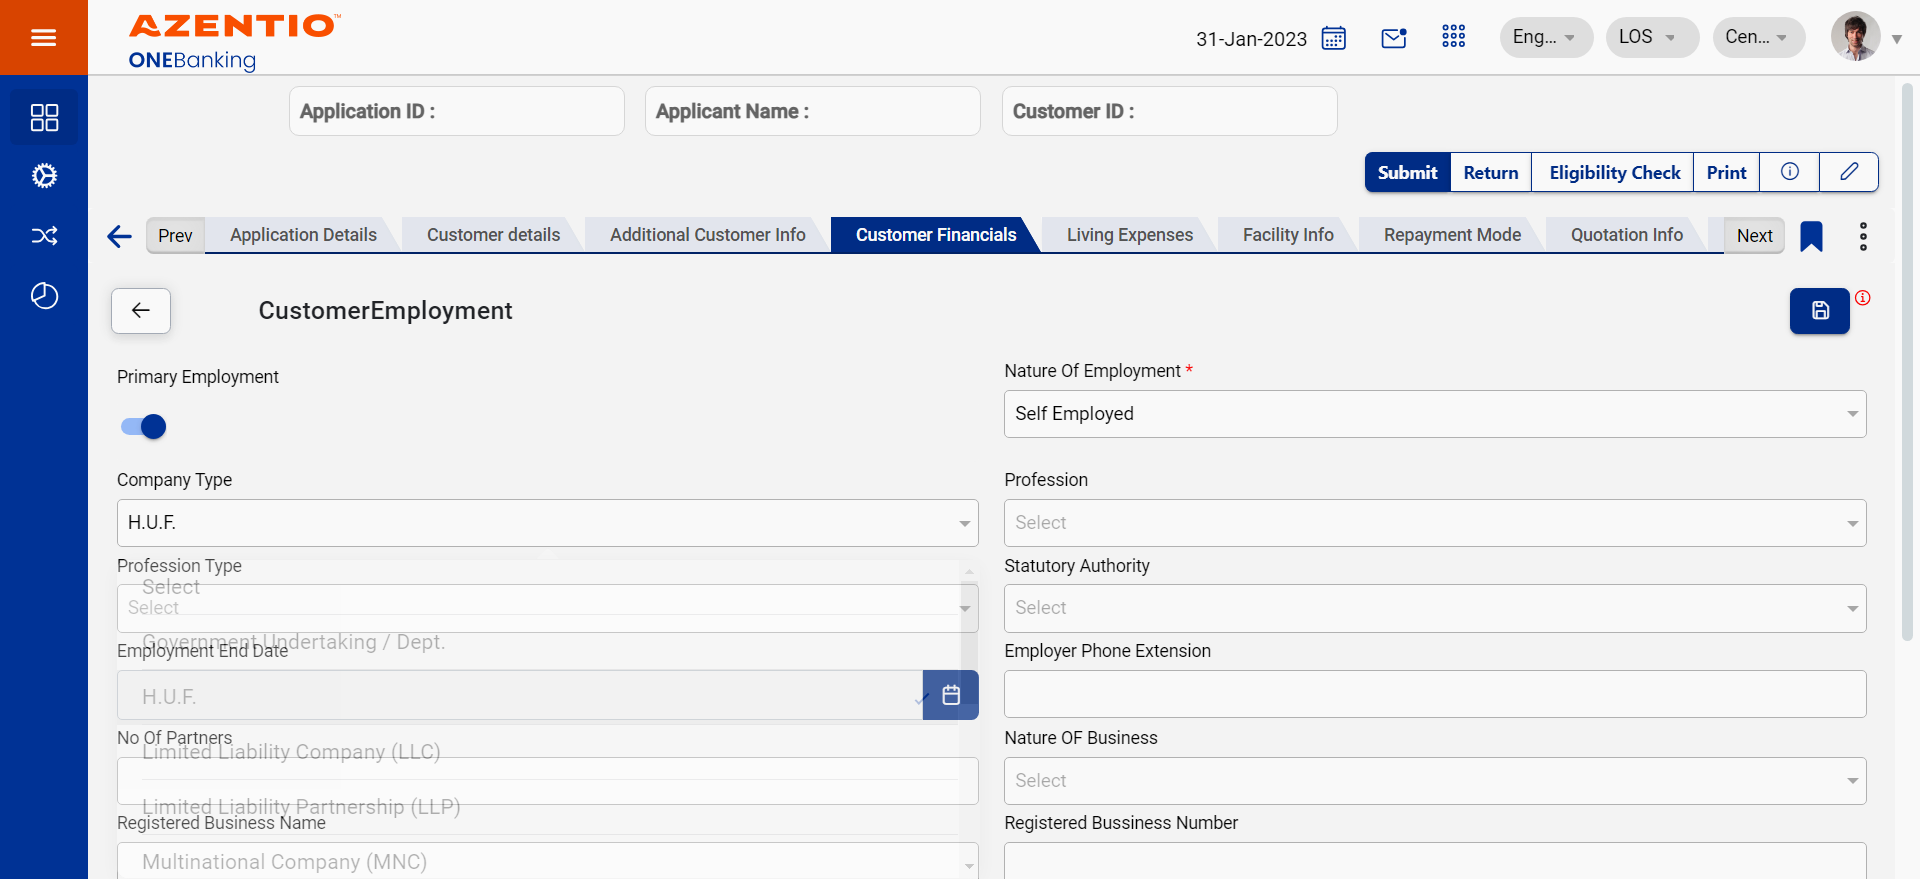 AZENTIO™
ONEBanking
31-Jan-2023
Eng...
LOS
Cen...
Application ID :
Applicant Name :
Customer ID :
Submit
Return
Eligibility Check
Print
Prev
Application Details
Customer details
Additional Customer Info
Customer Financials
Living Expenses
Facility Info
Repayment Mode
Quotation Info
Next
CustomerEmployment
Primary Employment
Nature Of Employment *
Self Employed
Company Type
H.U.F.
Profession
Select
Profession Type
Select
Select
Statutory Authority
Select
Government Undertaking / Dept.
Employment End Date
H.U.F.
Employer Phone Extension
No Of Partners
Limited Liability Company (LLC)
Nature OF Business
Select
Limited Liability Partnership (LLP)
Registered Business Name
Multinational Company (MNC)
Registered Bussiness Number